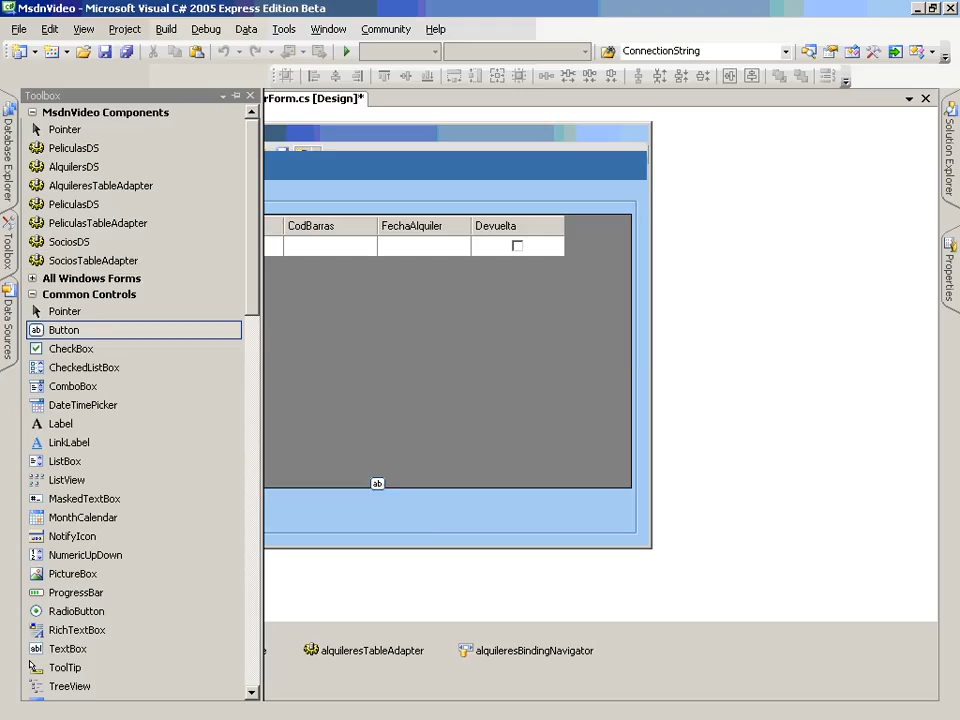 MsdnVideo - Microsoft Visual C# 2005 Express Edition Beta
File Edit View Project Build Debug Data Tools Window Community Help
ConnectionString
Toolbox
rForm.cs [Design]*
MsdnVideo Components
Pointer
PeliculasDS
AlquilersDS
AlquileresTableAdapter
PeliculasDS
PeliculasTableAdapter
SociosDS
SociosTableAdapter
All Windows Forms
Common Controls
Pointer
ab Button
CheckBox
CheckedListBox
ComboBox
DateTimePicker
A Label
A LinkLabel
ListBox
ListView
MaskedTextBox
MonthCalendar
NotifyIcon
NumericUpDown
PictureBox
ProgressBar
RadioButton
RichTextBox
abl TextBox
ToolTip
TreeView
CodBarras FechaAlquiler Devuelta
ab
alquileresTableAdapter alquileresBindingNavigator
Database Explorer
Toolbox
Data Sources
Solution Explorer
Properties